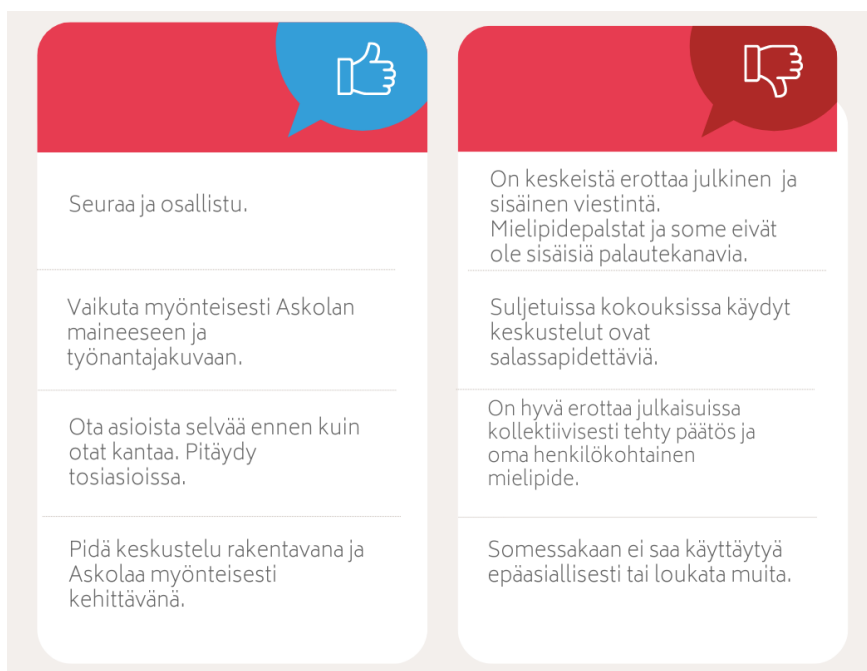 Seuraa ja osallistu.
Vaikuta myönteisesti Askolan
maineeseen ja
työnantajakuvaan.
Ota asioista selvää ennen kuin
otat kantaa. Pitäydy
tosiasioissa.
Pidä keskustelu rakentavana ja
Askolaa myönteisesti
kehittävänä.
On keskeistä erottaa julkinen ja
sisäinen viestintä.
Mielipidepalstat ja some eivät
ole sisäisiä palautekanavia.
Suljetuissa kokouksissa käydyt
keskustelut ovat
salassapidettäviä.
On hyvä erottaa julkaisuissa
kollektiivisesti tehty päätös ja
oma henkilökohtainen
mielipide.
Somessakaan ei saa käyttäytyä
epäasiallisesti tai loukata muita.